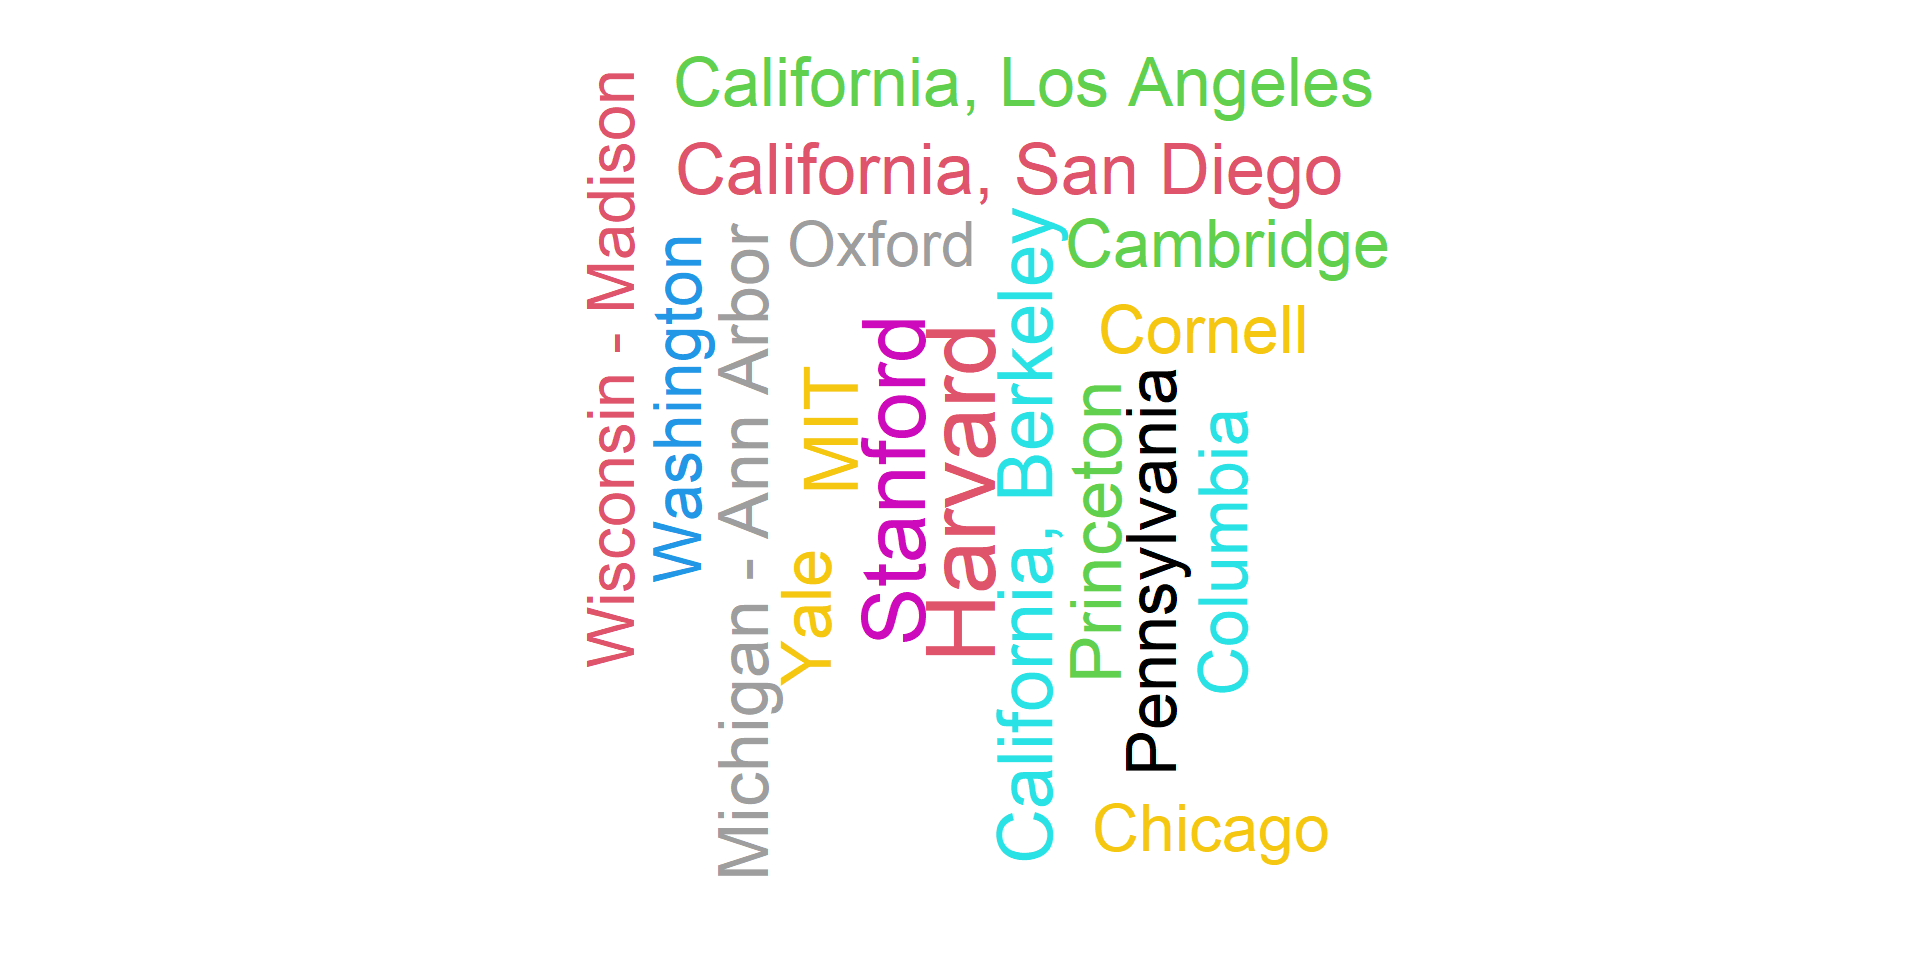 California, Los Angeles
California, San Diego
Wisconsin - Madison
Washington
Michigan - Ann Arbor
Oxford
Cambridge
Cornell
MIT
Yale
Stanford
Harvard
California, Berkeley
Princeton
Pennsylvania
Columbia
Chicago